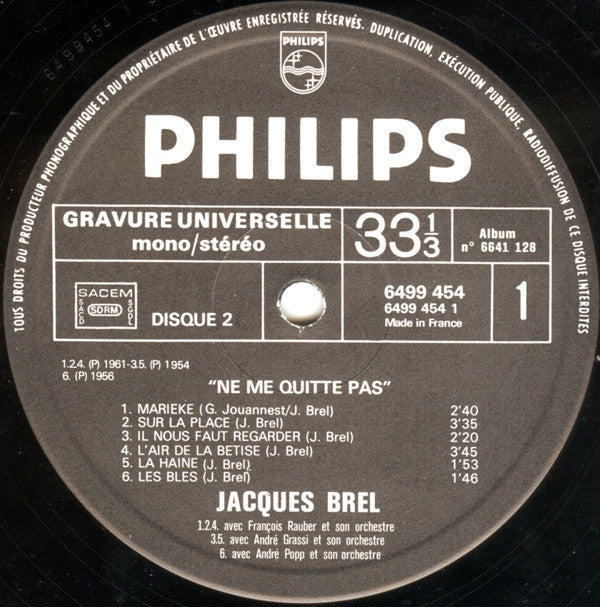 TOUS DROITS DU PRODUCTEUR PHONOGRAPHIQUE ET DU PROPRIÉTAIRE DE L'ŒUVRE ENREGISTRÉE RÉSERVÉS. DUPLICATION, EXÉCUTION PUBLIQUE, RADIODIFFUSION DE CE DISQUE INTERDITES
6499454 1
PHILIPS
PHILIPS
GRAVURE UNIVERSELLE
mono/stéréo
33 1/3
Album
n° 6641 128
SACEM
SACD
SDRM
SGDL
DISQUE 2
6499 454
6499 454 1
Made in France
1
1.2.4. (P) 1961-3.5. (P) 1954
6. (P) 1956
"NE ME QUITTE PAS"
1. MARIEKE (G. Jouannest/J. Brel) 2'40
2. SUR LA PLACE (J. Brel) 3'35
3. IL NOUS FAUT REGARDER (J. Brel) 2'20
4. L'AIR DE LA BETISE (J. Brel) 3'45
5. LA HAINE (J. Brel) 1'53
6. LES BLES (J. Brel) 1'46
JACQUES BREL
1.2.4. avec François Rauber et son orchestre
3.5. avec André Grassi et son orchestre
6. avec André Popp et son orchestre